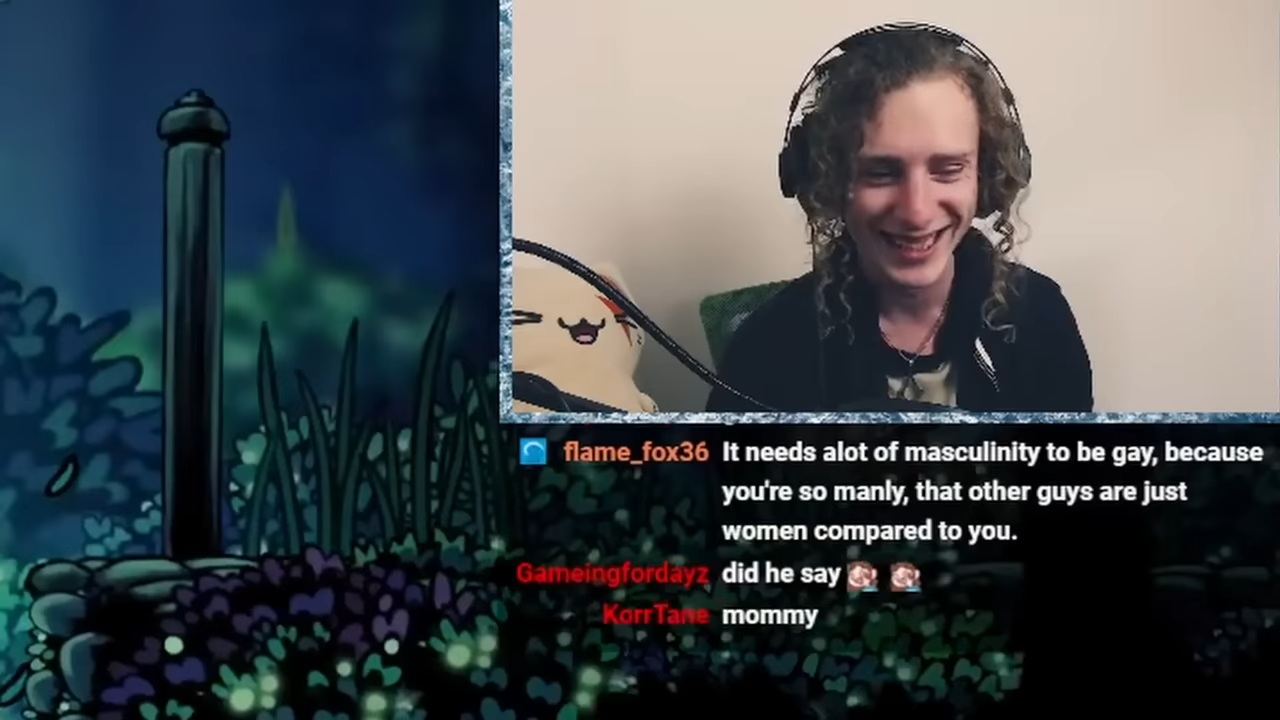 flame_fox36 It needs alot of masculinity to be gay, because
you're so manly, that other guys are just
women compared to you.
Gameingfordayz did he say
KorrTane mommy